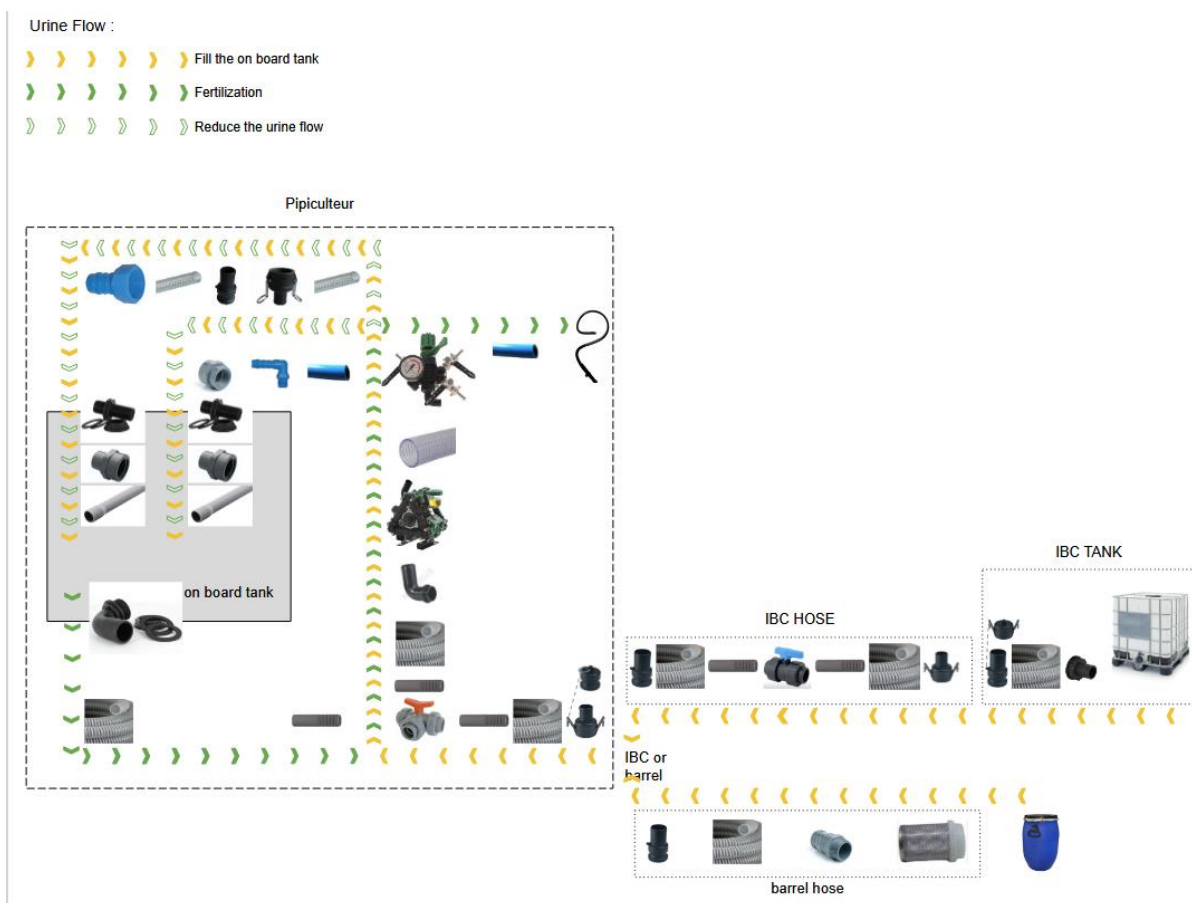 Urine Flow :
Fill the on board tank
Fertilization
Reduce the urine flow
Pipiculteur
on board tank
IBC TANK
IBC HOSE
IBC or
barrel
barrel hose